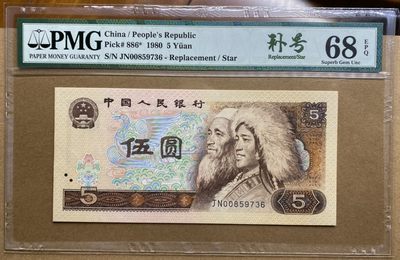 PMG
PAPER MONEY GUARANTY
China / People's Republic
Pick# 886* 1980 5 Yüan
S/N JN00859736 - Replacement / Star
补号
Replacement/Star
68 EPQ
Superb Gem Unc
中国人民银行
5
伍圆
5
5
JN00859736